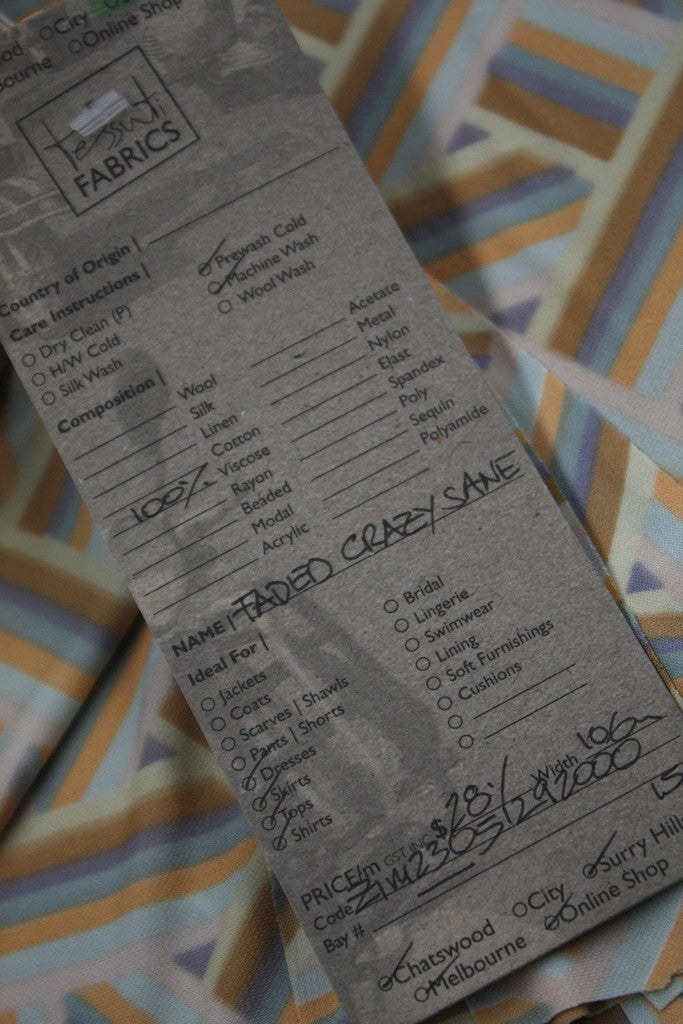 ood ○ City
bourne ○ Online Shop
tessuti
FABRICS
Country of Origin |
Care Instructions |
○ Dry Clean (P)
○ H/W Cold
○ Silk Wash
○ Prewash Cold
○ Machine Wash
○ Wool Wash
Composition |
Wool
Silk
Linen
Cotton
100% Viscose
Rayon
Beaded
Modal
Acrylic
Acetate
Metal
Nylon
Elast
Spandex
Poly
Sequin
Polyamide
NAME | FADED CRAZY SANE
Ideal For |
○ Jackets
○ Coats
○ Scarves | Shawls
○ Pants | Shorts
○ Dresses
○ Skirts
○ Tops
○ Shirts
○ Bridal
○ Lingerie
○ Swimwear
○ Lining
○ Soft Furnishings
○ Cushions
PRICE/m GST INC $28 Width 106
Code
Bay #
○ Chatswood ○ City ○ Surry Hill
○ Melbourne ○ Online Shop